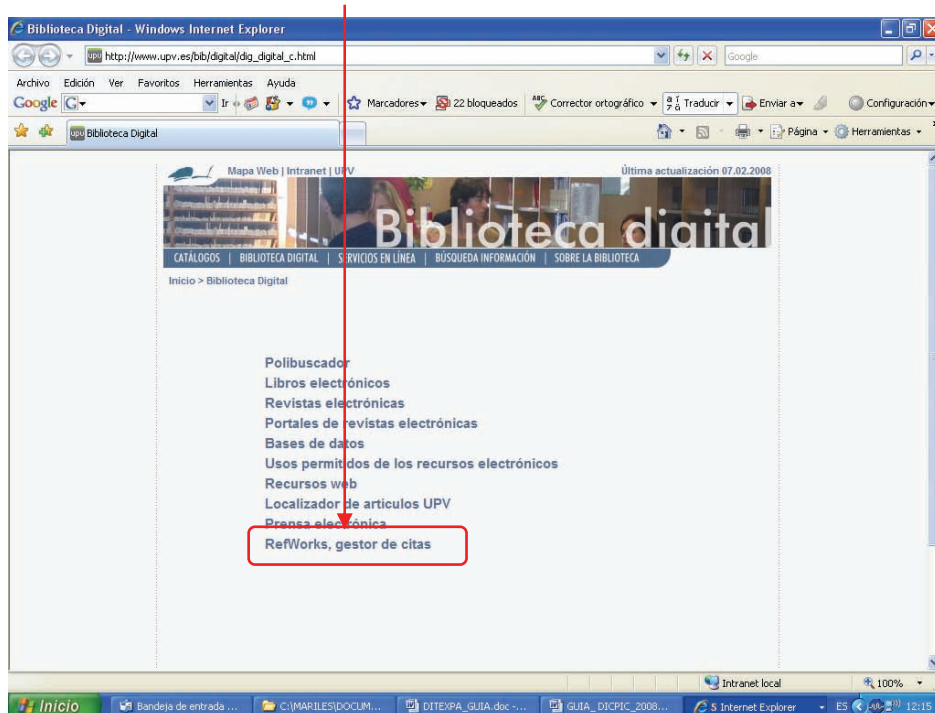 Biblioteca Digital - Windows Internet Explorer
http://www.upv.es/bib/digital/dig_digital_c.html
Google
Archivo Edición Ver Favoritos Herramientas Ayuda
Google G Ir Marcadores 22 bloqueados Corrector ortográfico Traducir Enviar a Configuración
Biblioteca Digital Página Herramientas
Mapa Web | Intranet | UPV Última actualización 07.02.2008
Biblioteca digital
CATÁLOGOS | BIBLIOTECA DIGITAL | SERVICIOS EN LÍNEA | BÚSQUEDA INFORMACIÓN | SOBRE LA BIBLIOTECA
Inicio > Biblioteca Digital
Polibuscador
Libros electrónicos
Revistas electrónicas
Portales de revistas electrónicas
Bases de datos
Usos permitidos de los recursos electrónicos
Recursos web
Localizador de articulos UPV
Prensa electrónica
RefWorks, gestor de citas
Intranet local 100%
Inicio Bandeja de entrada ... C:\MARILES\DOCUM... DITEXPA_GUIA.doc -... GUIA_DICPIC_2008... 5 Internet Explorer ES 12:15